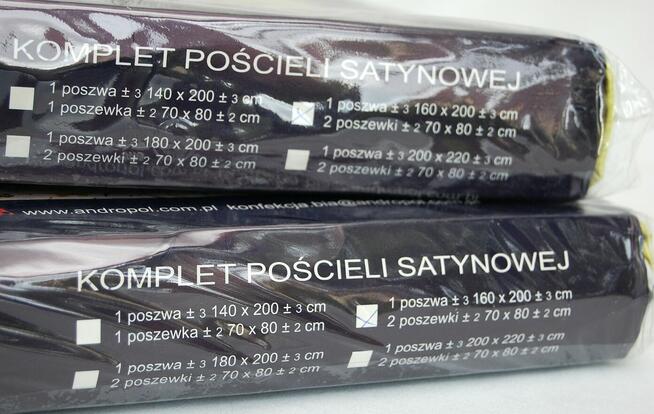 KOMPLET POŚCIELI SATYNOWEJ
1 poszwa ± 3 140 x 200 ± 3 cm
1 poszewka ± 2 70 x 80 ± 2 cm
1 poszwa ± 3 160 x 200 ± 3 cm
2 poszewki ± 2 70 x 80 ± 2 cm
1 poszwa ± 3 180 x 200 ± 3 cm
2 poszewki ± 2 70 x 80 ± 2 cm
1 poszwa ± 3 200 x 220 ± 3 cm
2 poszewki ± 2 70 x 80 ± 2 cm
www.andropol.com.pl konfekcja.bia@andropol.com.pl
KOMPLET POŚCIELI SATYNOWEJ
1 poszwa ± 3 140 x 200 ± 3 cm
1 poszewka ± 2 70 x 80 ± 2 cm
1 poszwa ± 3 160 x 200 ± 3 cm
2 poszewki ± 2 70 x 80 ± 2 cm
1 poszwa ± 3 180 x 200 ± 3 cm
2 poszewki ± 2 70 x 80 ± 2 cm
1 poszwa ± 3 200 x 220 ± 3 cm
2 poszewki ± 2 70 x 80 ± 2 cm